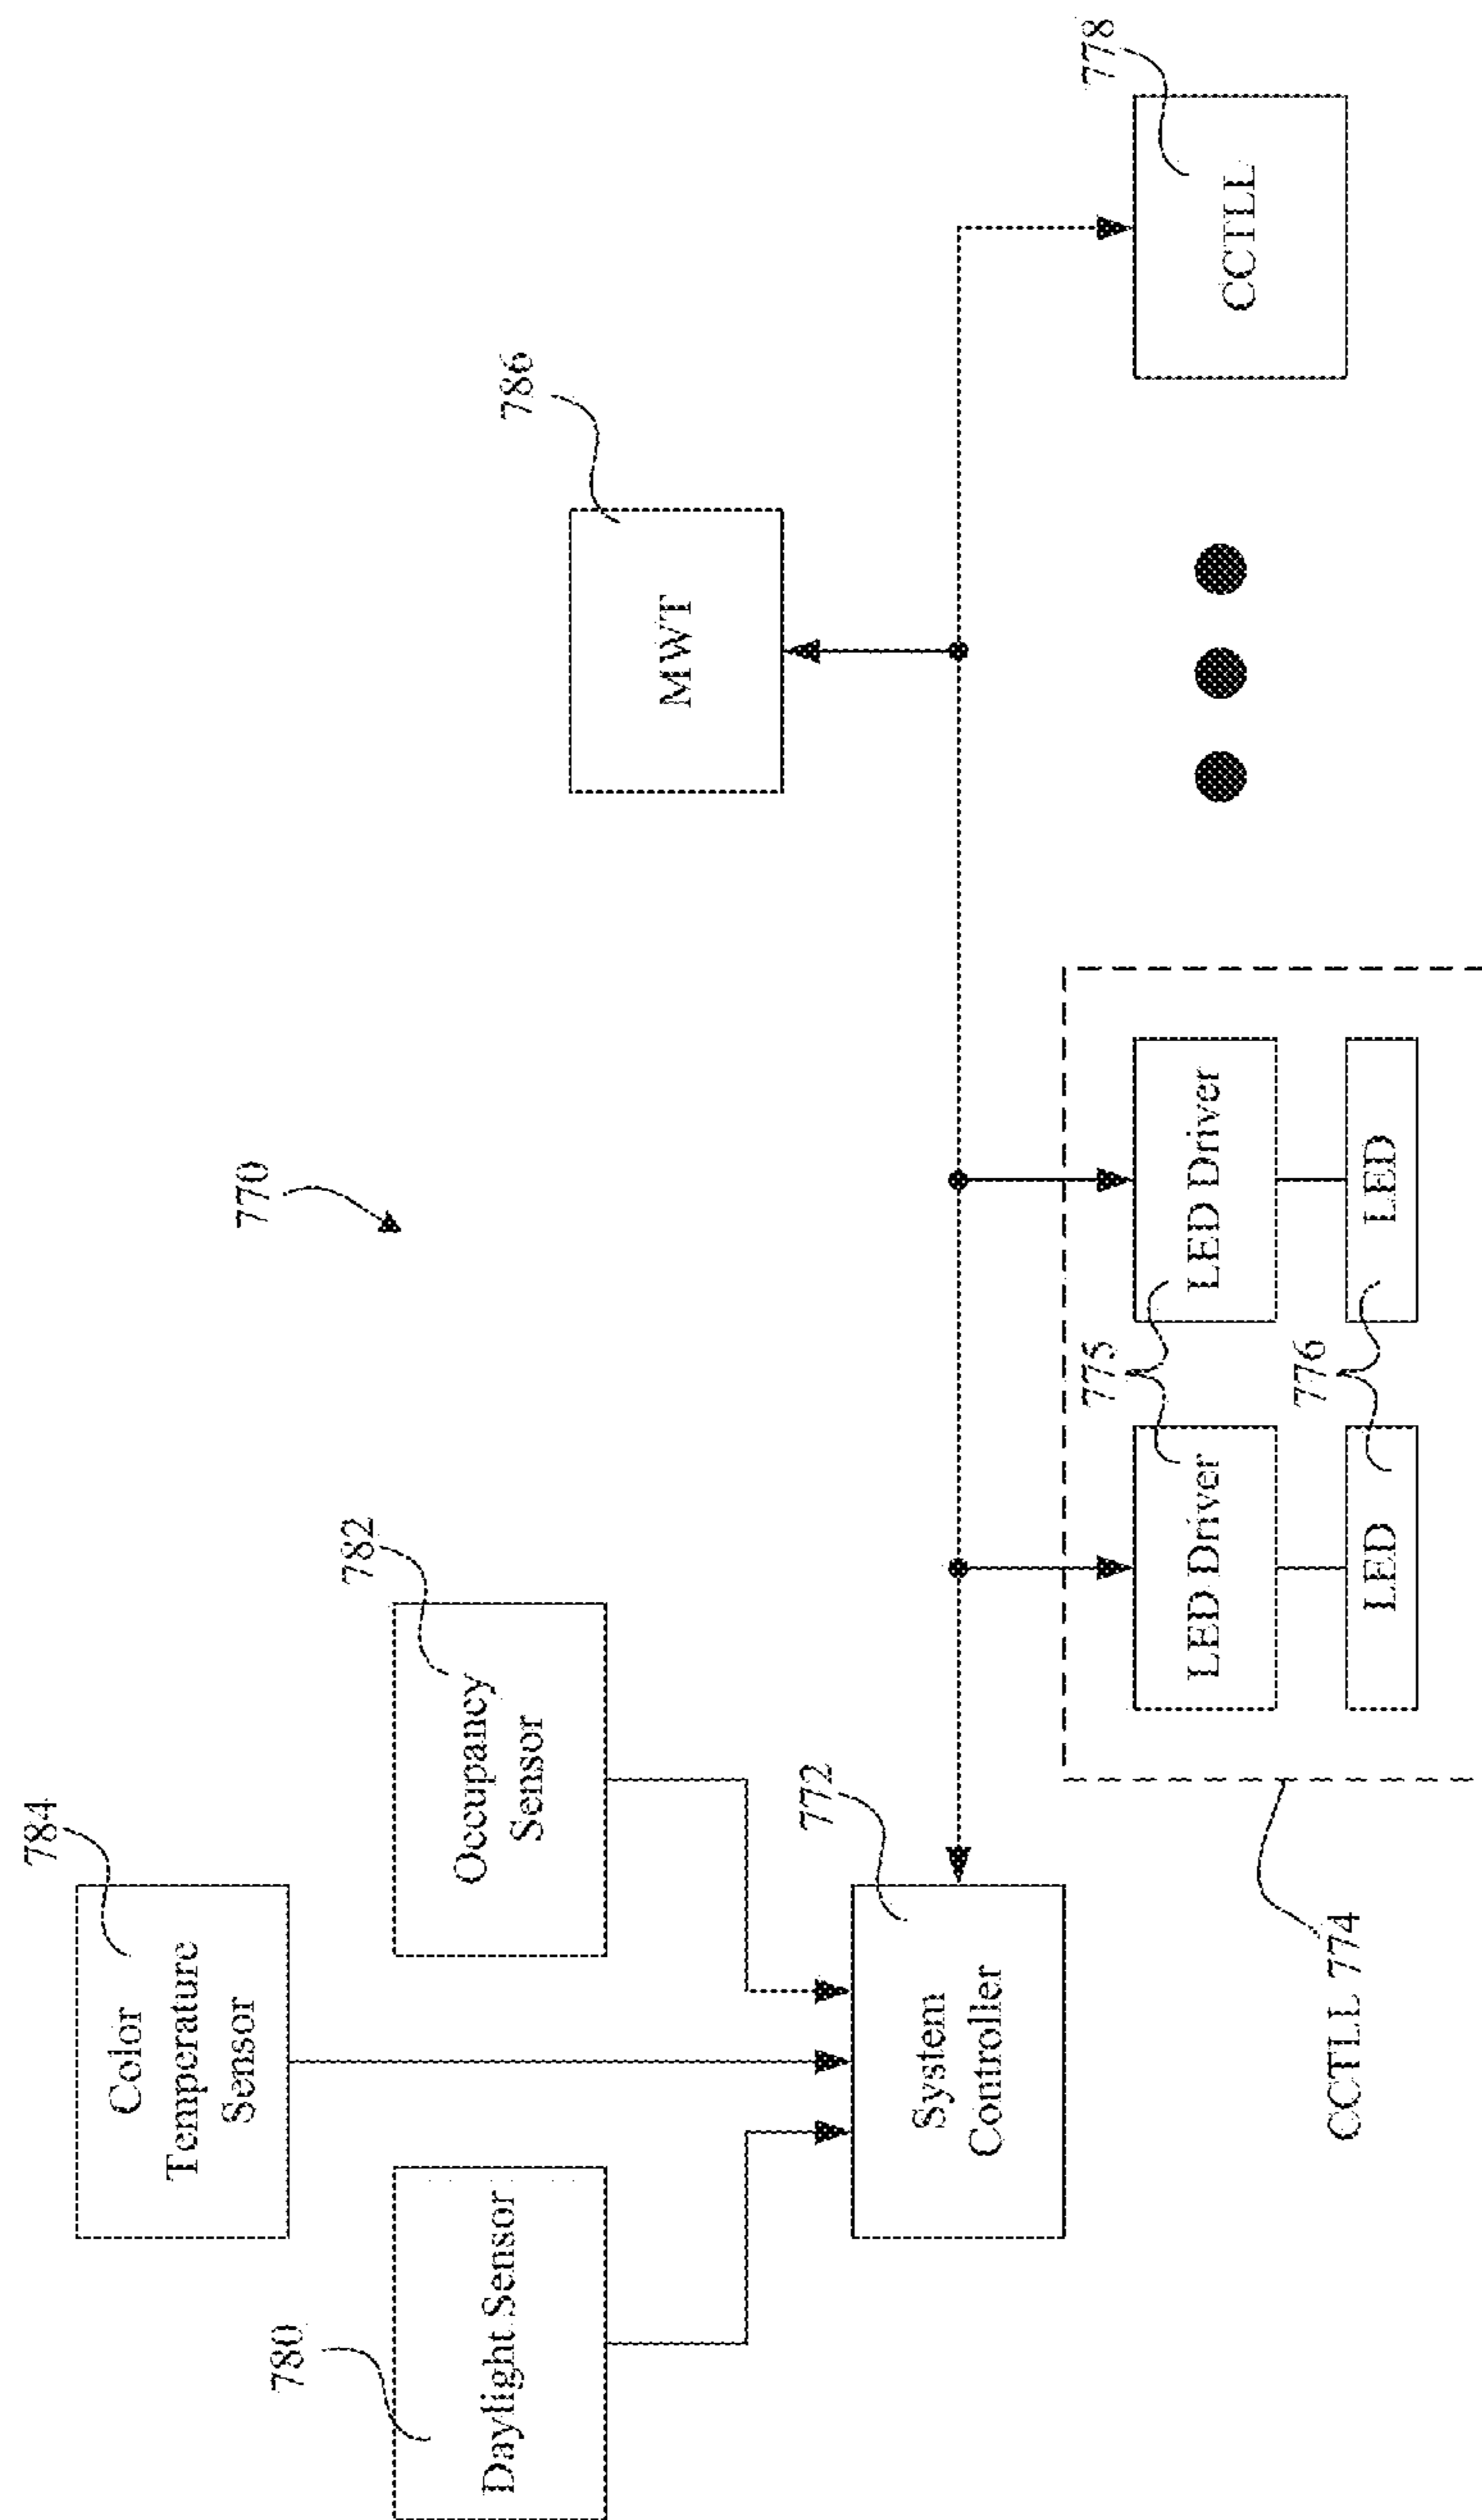 784
Color
Temperature
Sensor
770
780
782
Daylight Sensor
Occupancy
Sensor
786
MWT
772
System
Controller
778
CCTLL
775
LED Driver
LED Driver
776
CCTLL 774
LED
LED